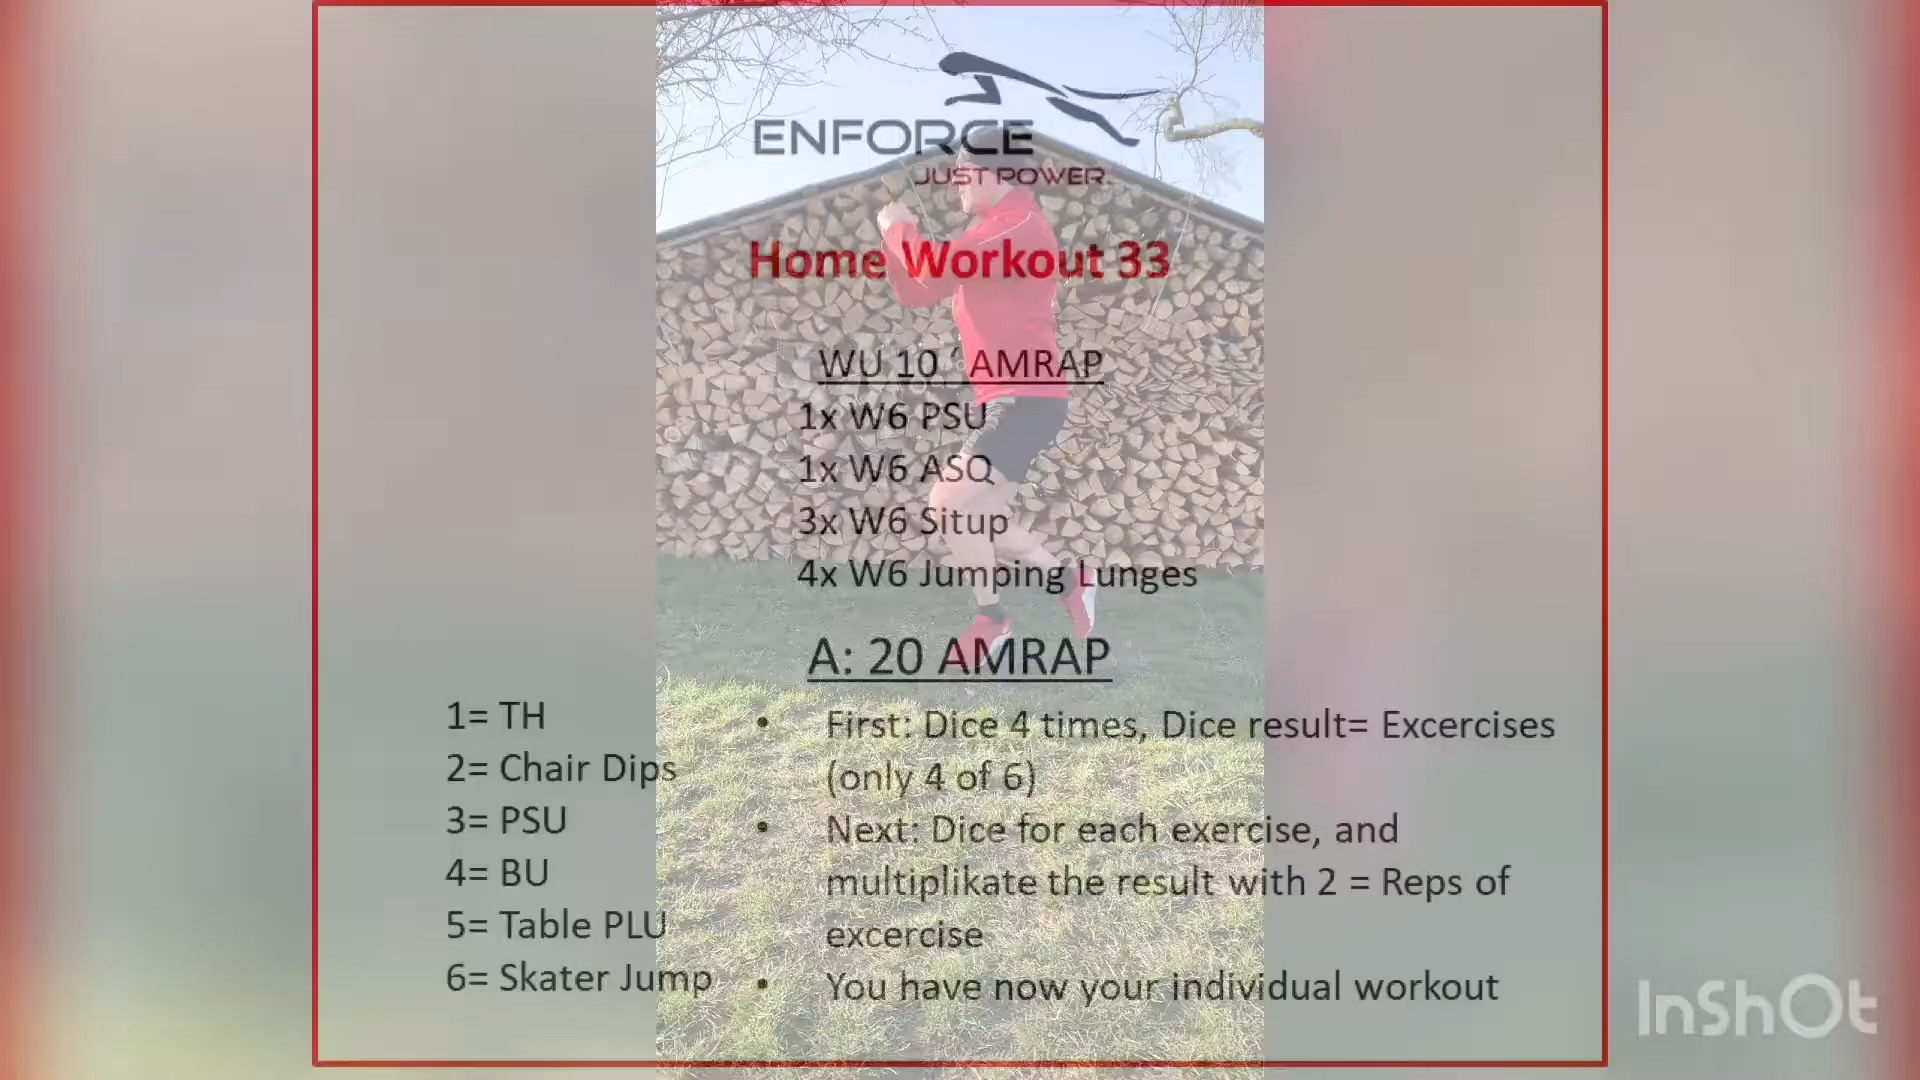 ENFORCE
JUST POWER.
Home Workout 33
WU 10 ‘ AMRAP
1x W6 PSU
1x W6 ASQ
3x W6 Situp
4x W6 Jumping Lunges
A: 20 AMRAP
1= TH
2= Chair Dips
3= PSU
4= BU
5= Table PLU
6= Skater Jump
• First: Dice 4 times, Dice result= Excercises
(only 4 of 6)
• Next: Dice for each exercise, and
multiplikate the result with 2 = Reps of
excercise
• You have now your individual workout
InShOt